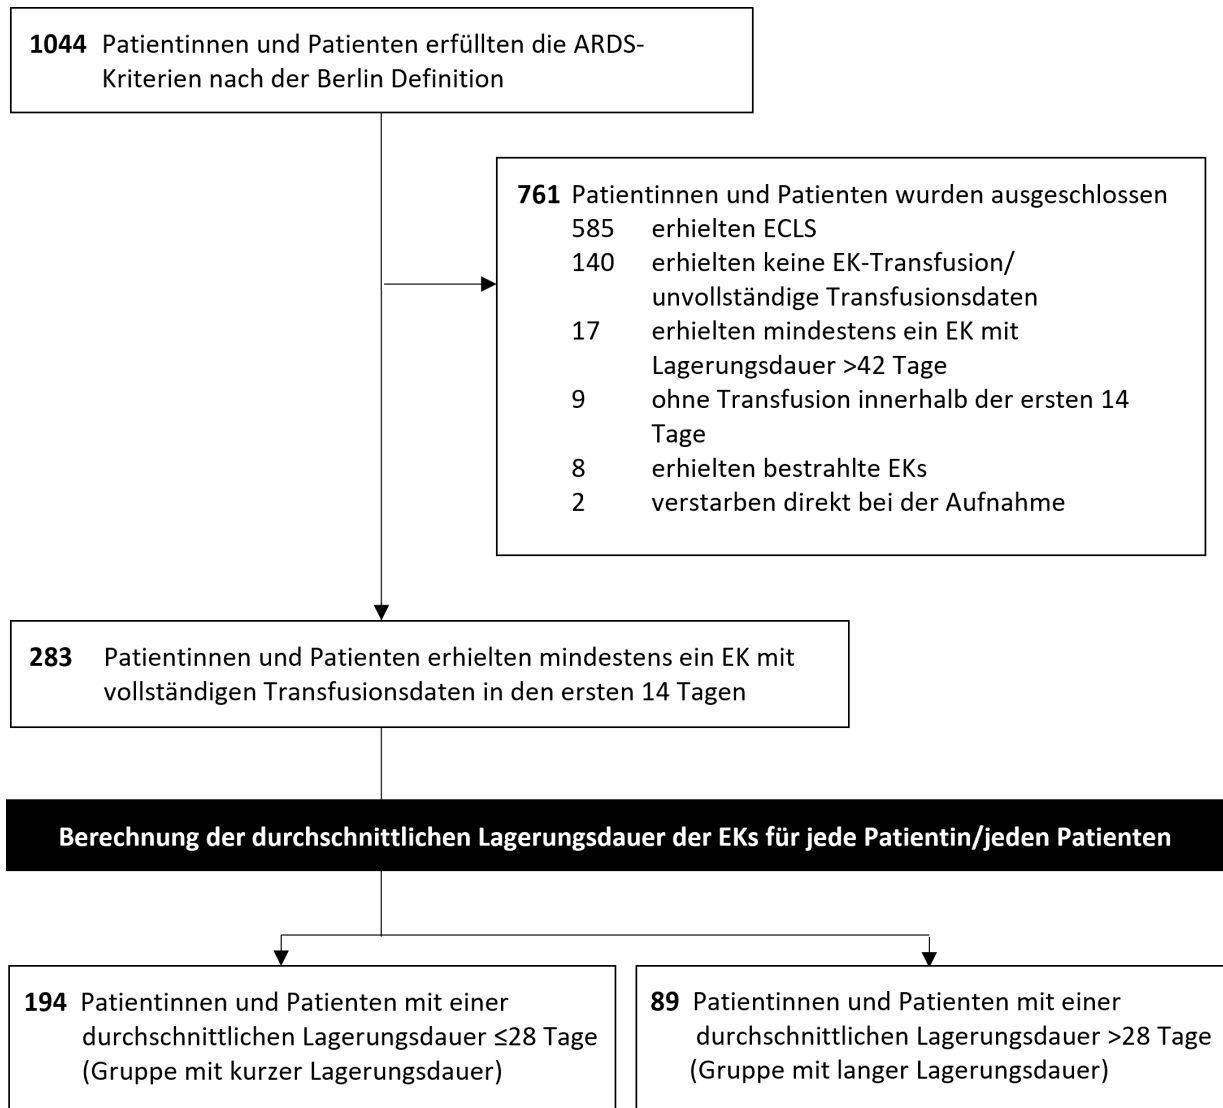 1044 Patientinnen und Patienten erfüllten die ARDS-
Kriterien nach der Berlin Definition
761 Patientinnen und Patienten wurden ausgeschlossen
585 erhielten ECLS
140 erhielten keine EK-Transfusion/
unvollständige Transfusionsdaten
17 erhielten mindestens ein EK mit
Lagerungsdauer >42 Tage
9 ohne Transfusion innerhalb der ersten 14
Tage
8 erhielten bestrahlte EKs
2 verstarben direkt bei der Aufnahme
283 Patientinnen und Patienten erhielten mindestens ein EK mit
vollständigen Transfusionsdaten in den ersten 14 Tagen
Berechnung der durchschnittlichen Lagerungsdauer der EKs für jede Patientin/jeden Patienten
194 Patientinnen und Patienten mit einer
durchschnittlichen Lagerungsdauer ≤28 Tage
(Gruppe mit kurzer Lagerungsdauer)
89 Patientinnen und Patienten mit einer
durchschnittlichen Lagerungsdauer >28 Tage
(Gruppe mit langer Lagerungsdauer)